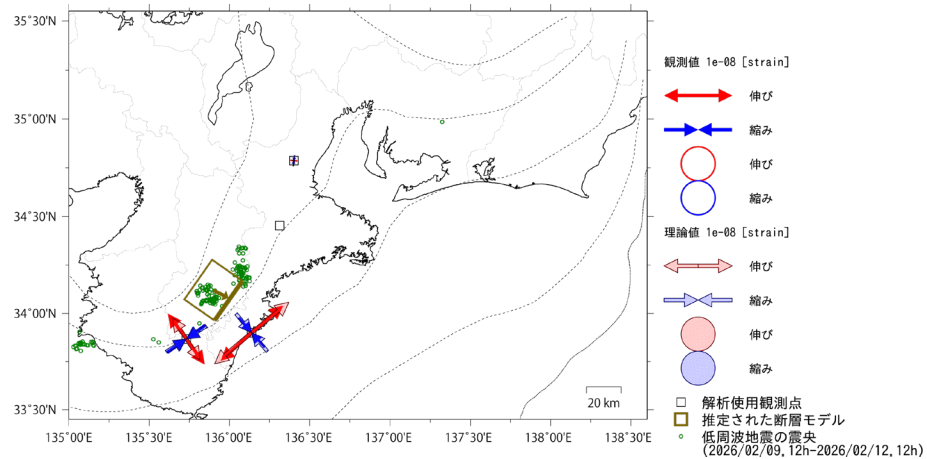 35°30'N
35°00'N
34°30'N
34°00'N
33°30'N
135°00'E
135°30'E
136°00'E
136°30'E
137°00'E
137°30'E
138°00'E
138°30'E
20 km
観測値 1e-08 [strain]
伸び
縮み
伸び
縮み
理論値 1e-08 [strain]
伸び
縮み
伸び
縮み
解析使用観測点
推定された断層モデル
低周波地震の震央
(2026/02/09.12h-2026/02/12.12h)